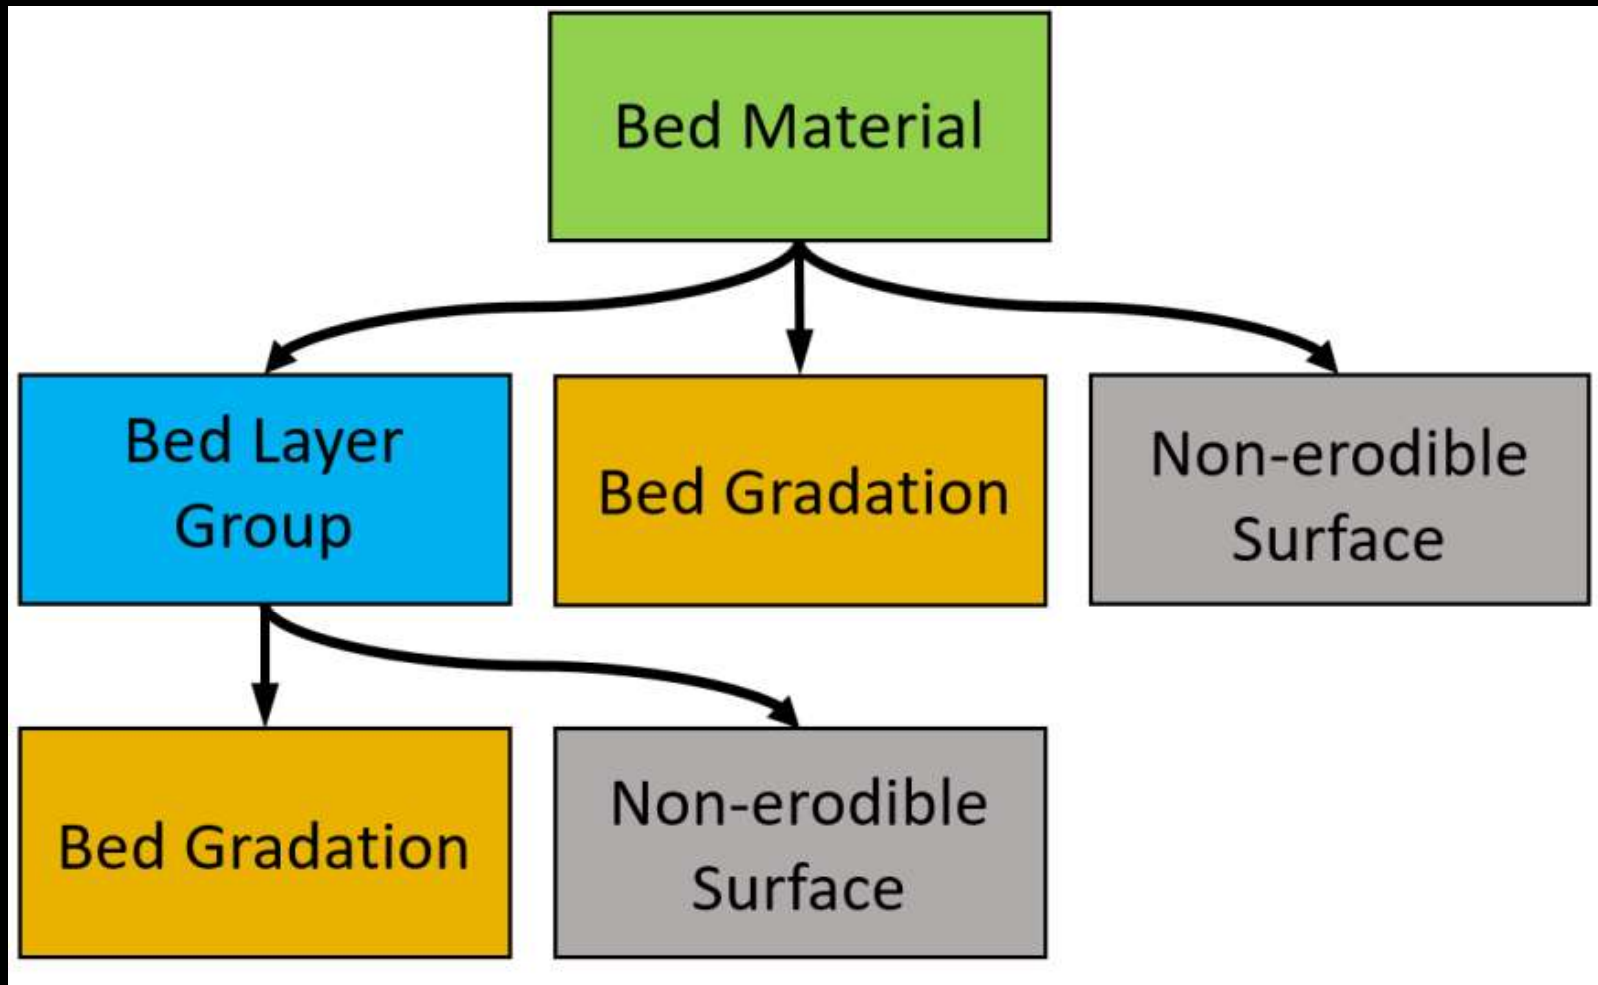 Bed Material
Bed Layer
Group
Bed Gradation
Non-erodible
Surface
Bed Gradation
Non-erodible
Surface